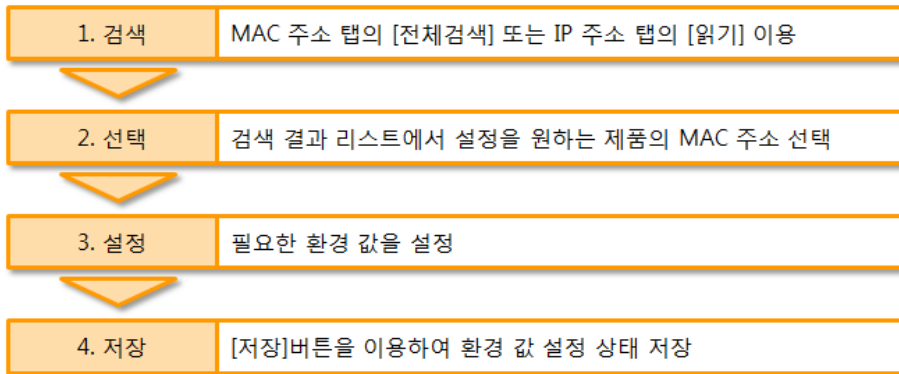 1. 검색 MAC 주소 탭의 [전체검색] 또는 IP 주소 탭의 [읽기] 이용
2. 선택 검색 결과 리스트에서 설정을 원하는 제품의 MAC 주소 선택
3. 설정 필요한 환경 값을 설정
4. 저장 [저장]버튼을 이용하여 환경 값 설정 상태 저장